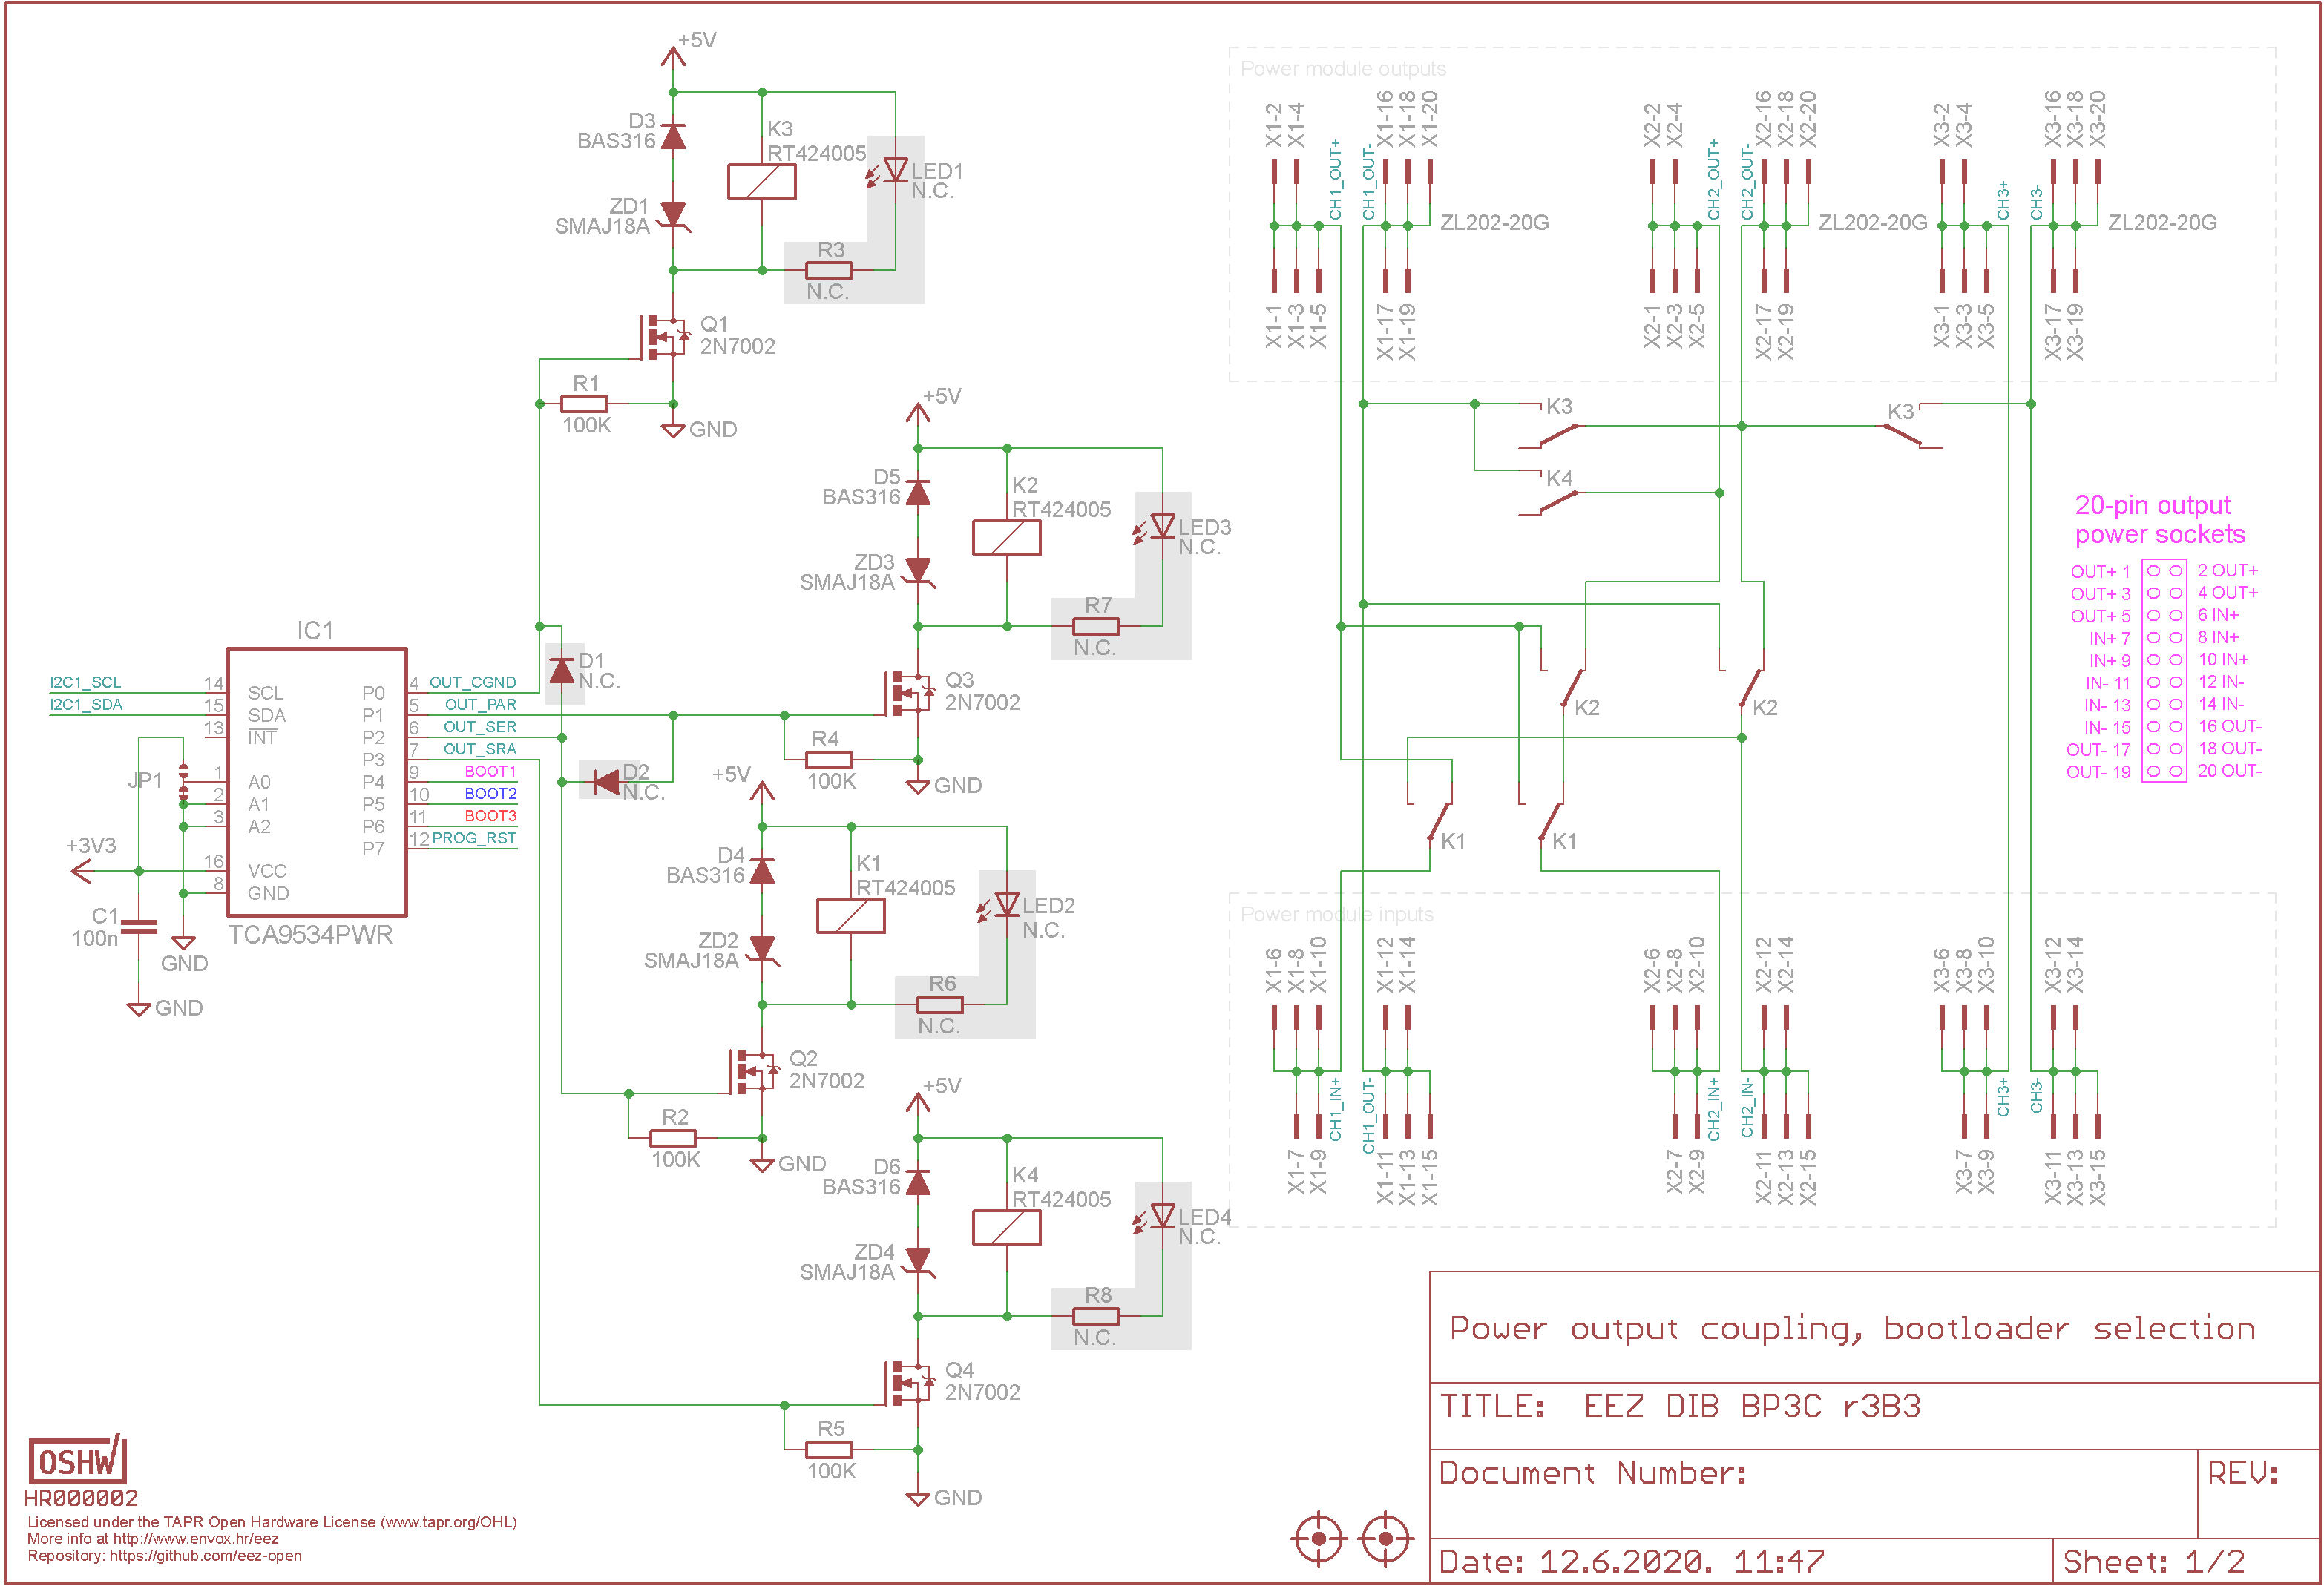 +5V
D3
BAS316
K3
RT424005
LED1
N.C.
ZD1
SMAJ18A
R3
N.C.
Q1
2N7002
R1
100K
GND
+5V
D5
BAS316
K2
RT424005
LED3
N.C.
ZD3
SMAJ18A
R7
N.C.
Q3
2N7002
R4
100K
GND
IC1
I2C1_SCL
I2C1_SDA
14 SCL
15 SDA
13 INT
1 A0
2 A1
3 A2
16 VCC
8 GND
P0 4 OUT_CGND
P1 5 OUT_PAR
P2 6 OUT_SER
P3 7 OUT_SRA
P4 9 BOOT1
P5 10 BOOT2
P6 11 BOOT3
P7 12 PROG_RST
TCA9534PWR
JP1
+3V3
C1
100n
GND
GND
D1
N.C.
D2
N.C.
+5V
D4
BAS316
K1
RT424005
LED2
N.C.
ZD2
SMAJ18A
R6
N.C.
Q2
2N7002
R2
100K
GND
+5V
D6
BAS316
K4
RT424005
LED4
N.C.
ZD4
SMAJ18A
R8
N.C.
Q4
2N7002
R5
100K
GND
Power module outputs
X1-2
X1-4
CH1_OUT+
CH1_OUT-
X1-16
X1-18
X1-20
X2-2
X2-4
CH2_OUT+
CH2_OUT-
X2-16
X2-18
X2-20
X3-2
X3-4
CH3+
CH3-
X3-16
X3-18
X3-20
ZL202-20G
ZL202-20G
ZL202-20G
X1-1
X1-3
X1-5
X1-17
X1-19
X2-1
X2-3
X2-5
X2-17
X2-19
X3-1
X3-3
X3-5
X3-17
X3-19
K3
K3
K4
K2
K2
K1
K1
20-pin output
power sockets
OUT+ 1 2 OUT+
OUT+ 3 4 OUT+
OUT+ 5 6 IN+
IN+ 7 8 IN+
IN+ 9 10 IN+
IN- 11 12 IN-
IN- 13 14 IN-
IN- 15 16 OUT-
OUT- 17 18 OUT-
OUT- 19 20 OUT-
Power module inputs
X1-6
X1-8
X1-10
X1-12
X1-14
X2-6
X2-8
X2-10
X2-12
X2-14
X3-6
X3-8
X3-10
X3-12
X3-14
CH1_IN+
CH1_OUT-
CH2_IN+
CH2_IN-
CH3+
CH3-
X1-7
X1-9
X1-11
X1-13
X1-15
X2-7
X2-9
X2-11
X2-13
X2-15
X3-7
X3-9
X3-11
X3-13
X3-15
OSHW
HR000002
Licensed under the TAPR Open Hardware License (www.tapr.org/OHL)
More info at http://www.envox.hr/eez
Repository: https://github.com/eez-open
Power output coupling, bootloader selection
TITLE: EEZ DIB BP3C r3B3
Document Number:
REV:
Date: 12.6.2020. 11:47
Sheet: 1/2